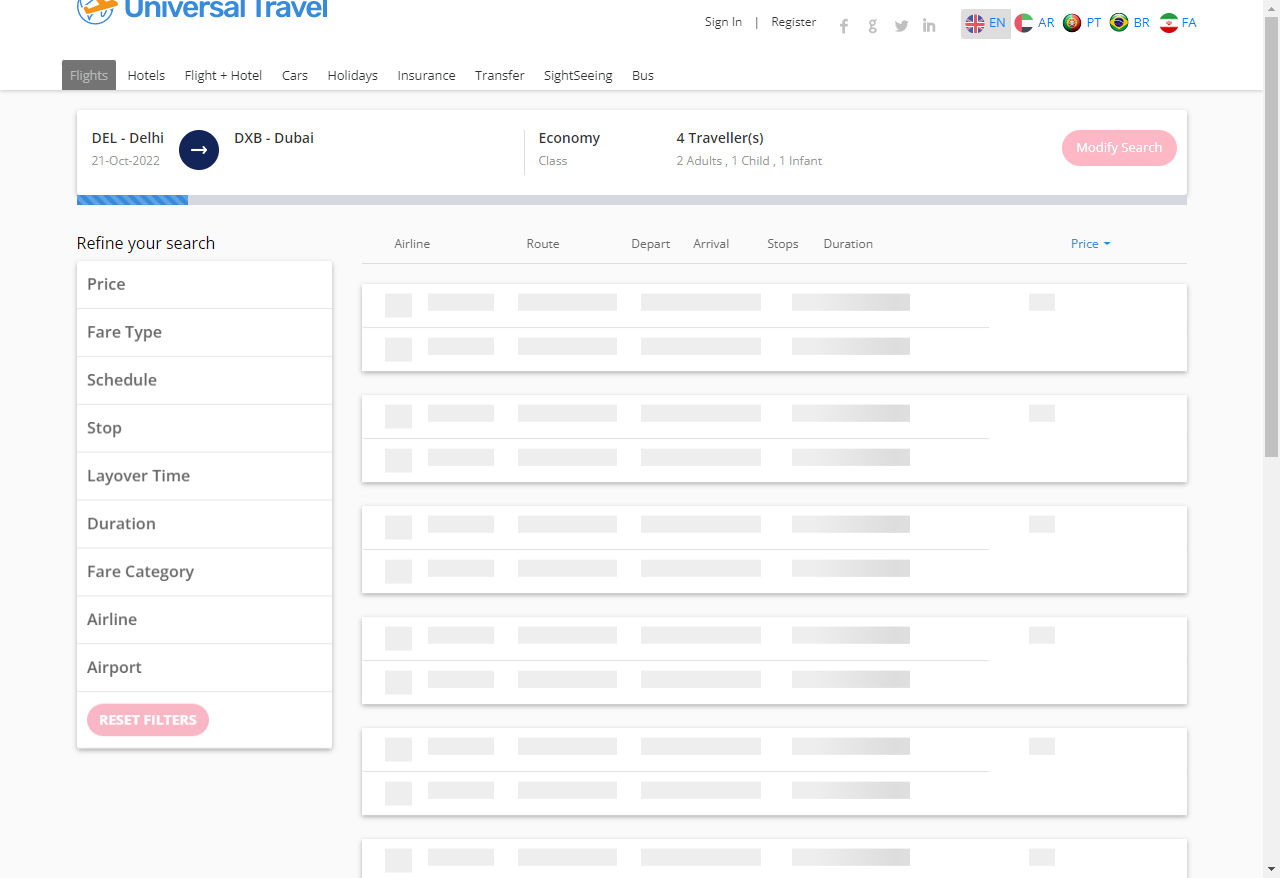 Universal Travel
Sign In | Register
EN AR PT BR FA
Flights Hotels Flight + Hotel Cars Holidays Insurance Transfer SightSeeing Bus
DEL - Delhi → DXB - Dubai Economy 4 Traveller(s)
21-Oct-2022 Class 2 Adults , 1 Child , 1 Infant
Modify Search
Refine your search
Airline Route Depart Arrival Stops Duration Price
Price
Fare Type
Schedule
Stop
Layover Time
Duration
Fare Category
Airline
Airport
RESET FILTERS